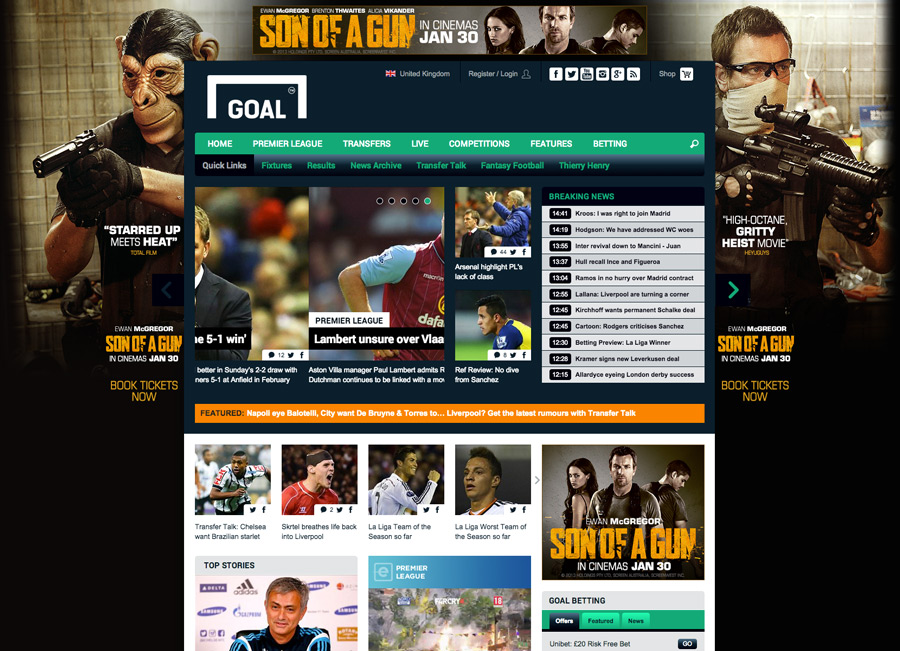 EWAN McGREGOR BRENTON THWAITES ALICIA VIKANDER
SON OF A GUN
IN CINEMAS
JAN 30
United Kingdom
Register / Login
Shop
GOAL
HOME PREMIER LEAGUE TRANSFERS LIVE COMPETITIONS FEATURES BETTING
Quick Links Fixtures Results News Archive Transfer Talk Fantasy Football Thierry Henry
"STARRED UP
MEETS HEAT"
TOTAL FILM
EWAN McGREGOR
SON OF A GUN
IN CINEMAS JAN 30
BOOK TICKETS
NOW
e 5-1 win'
12
better in Sunday's 2-2 draw with
ners 5-1 at Anfield in February
PREMIER LEAGUE
Lambert unsure over Vlaa
Aston Villa manager Paul Lambert admits R
Dutchman continues to be linked with a mov
44
Arsenal highlight PL's
lack of class
8
Ref Review: No dive
from Sanchez
BREAKING NEWS
14:41 Kroos: I was right to join Madrid
14:19 Hodgson: We have addressed WC woes
13:55 Inter revival down to Mancini - Juan
13:37 Hull recall Ince and Figueroa
13:04 Ramos in no hurry over Madrid contract
12:55 Lallana: Liverpool are turning a corner
12:45 Kirchhoff wants permanent Schalke deal
12:45 Cartoon: Rodgers criticises Sanchez
12:30 Betting Preview: La Liga Winner
12:28 Kramer signs new Leverkusen deal
12:15 Allardyce eyeing London derby success
"HIGH-OCTANE,
GRITTY
HEIST MOVIE"
HEYUGUYS
EWAN McGREGOR
SON OF A GUN
IN CINEMAS JAN 30
BOOK TICKETS
NOW
FEATURED: Napoli eye Balotelli, City want De Bruyne & Torres to... Liverpool? Get the latest rumours with Transfer Talk
Transfer Talk: Chelsea
want Brazilian starlet
2
Skrtel breathes life back
into Liverpool
La Liga Team of the
Season so far
La Liga Worst Team of
the Season so far
EWAN McGREGOR
SON OF A GUN
IN CINEMAS JAN 30
TOP STORIES
DELTA
adidas
SAMSUNG
GAZPROM
SAMSUNG
PREMIER
LEAGUE
FARCRY4
18
GOAL BETTING
Offers Featured News
Unibet: £20 Risk Free Bet
GO